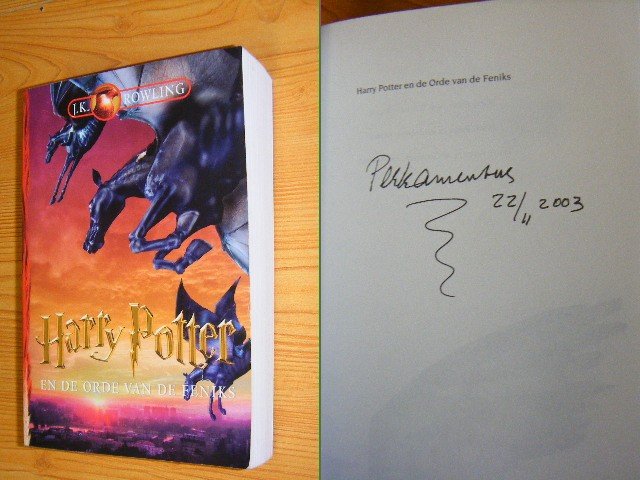 J.K. ROWLING
Harry Potter
EN DE ORDE VAN DE FENIKS
Harry Potter en de Orde van de Feniks
Perkamentus
22/11 2003